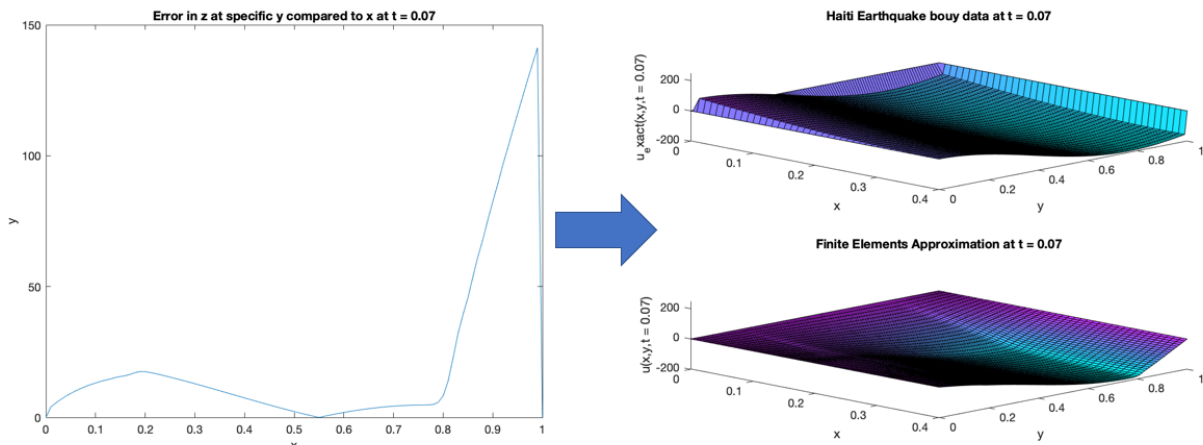 Error in z at specific y compared to x at t = 0.07
150
100
50
0
y
0 0.1 0.2 0.3 0.4 0.5 0.6 0.7 0.8 0.9 1
x
Haiti Earthquake bouy data at t = 0.07
u_exact(x,y,t = 0.07)
200
0
-200
0
0.1
0.2
0.3
0.4
x
0
0.2
0.4
0.6
0.8
1
y
Finite Elements Approximation at t = 0.07
u(x,y,t = 0.07)
200
0
-200
0
0.1
0.2
0.3
0.4
x
0
0.2
0.4
0.6
0.8
1
y